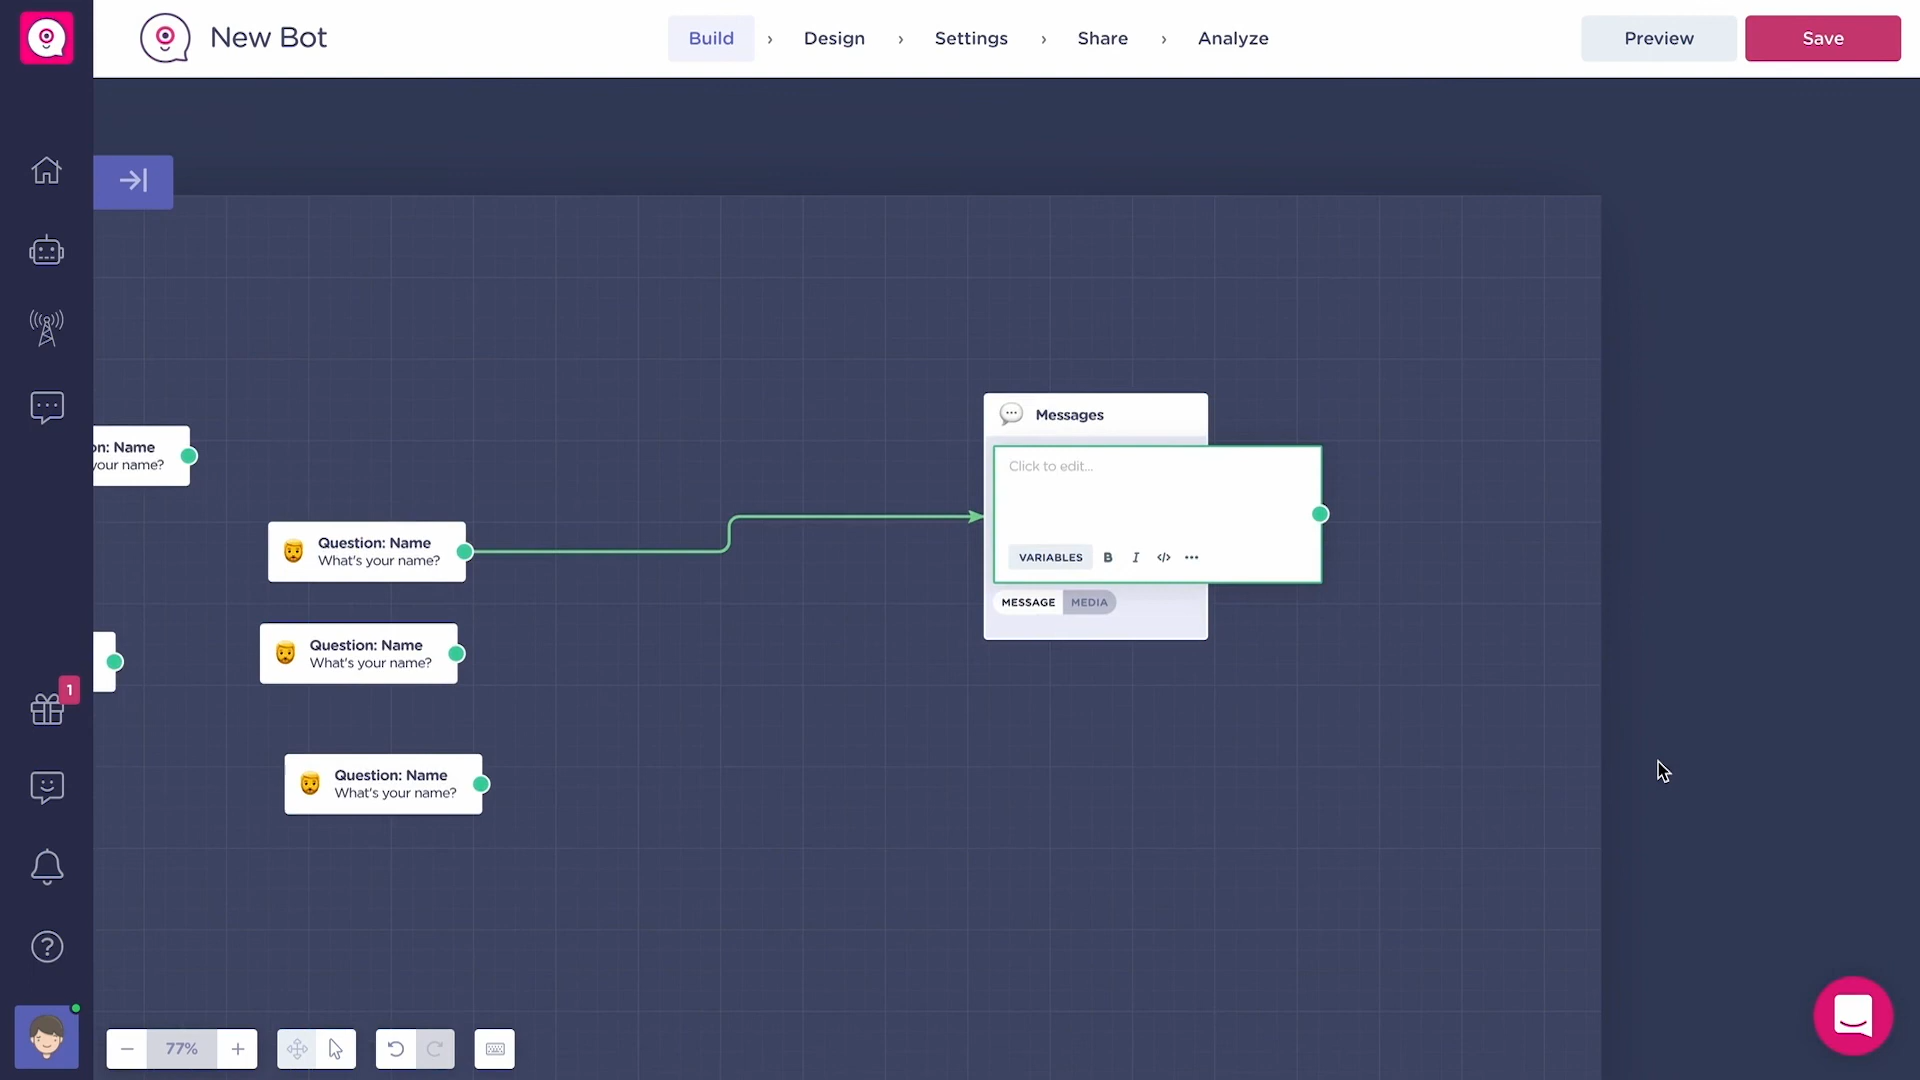 New Bot
Build › Design › Settings › Share › Analyze
Preview
Save
on: Name
your name?
Question: Name
What's your name?
Question: Name
What's your name?
Question: Name
What's your name?
Messages
Click to edit...
VARIABLES B I </> •••
MESSAGE MEDIA
1
?
− 77% +